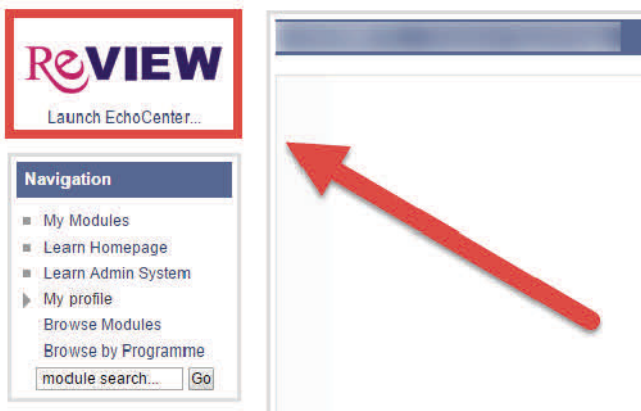 ReVIEW
Launch EchoCenter...
Navigation
My Modules
Learn Homepage
Learn Admin System
My profile
Browse Modules
Browse by Programme
module search... Go